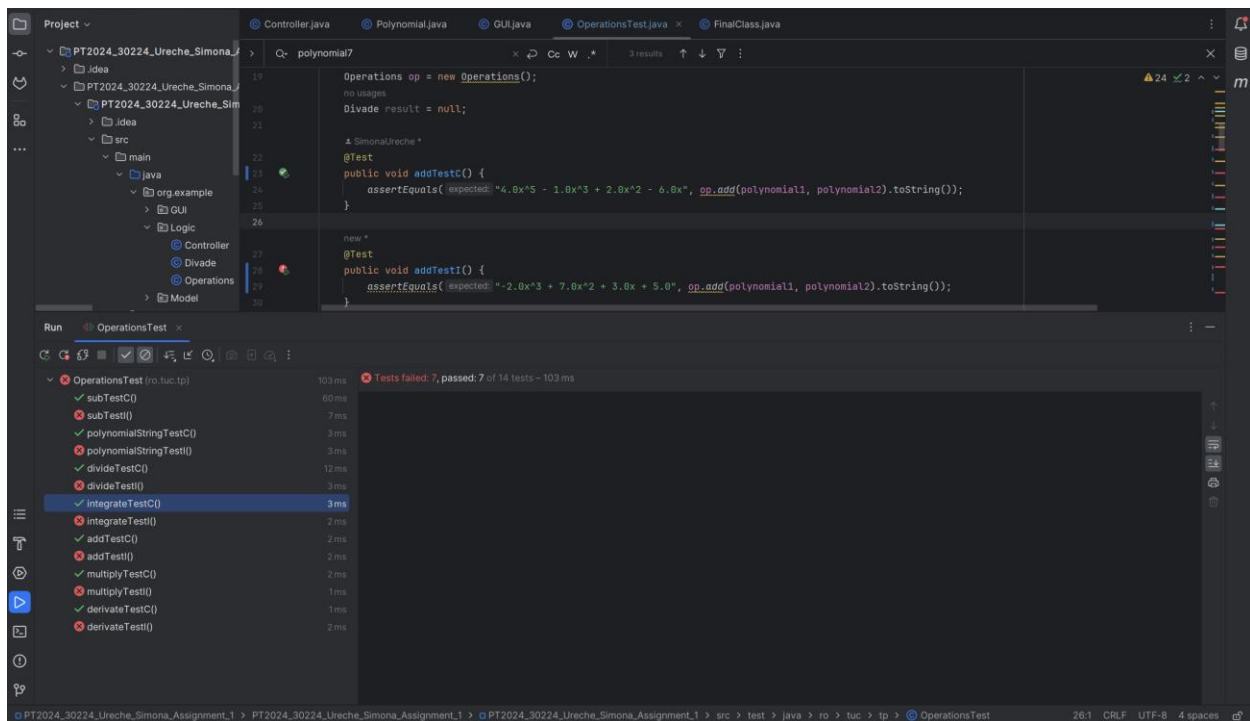 Project
Controller.java
Polynomial.java
GUI.java
OperationsTest.java
FinalClass.java
PT2024_30224_Ureche_Simona_A
.idea
PT2024_30224_Ureche_Simona_A
PT2024_30224_Ureche_Sim
.idea
src
main
java
org.example
GUI
Logic
Controller
Divade
Operations
Model
polynomial7
Cc W .* 3 results
24 2
19 Operations op = new Operations();
no usages
20 Divade result = null;
21
SimonaUreche *
22 @Test
23 public void addTestC() {
24 assertEquals( expected: "4.0x^5 - 1.0x^3 + 2.0x^2 - 6.0x", op.add(polynomial1, polynomial2).toString());
25 }
26
new *
27 @Test
28 public void addTestI() {
29 assertEquals( expected: "-2.0x^3 + 7.0x^2 + 3.0x + 5.0", op.add(polynomial1, polynomial2).toString());
30 }
m
Run OperationsTest
OperationsTest (ro.tuc.tp) 103 ms
subTestC() 60 ms
subTestI() 7 ms
polynomialStringTestC() 3 ms
polynomialStringTestI() 3 ms
divideTestC() 12 ms
divideTestI() 3 ms
integrateTestC() 3 ms
integrateTestI() 2 ms
addTestC() 2 ms
addTestI() 2 ms
multiplyTestC() 2 ms
multiplyTestI() 1 ms
derivateTestC() 1 ms
derivateTestI() 2 ms
Tests failed: 7, passed: 7 of 14 tests – 103 ms
PT2024_30224_Ureche_Simona_Assignment_1 > PT2024_30224_Ureche_Simona_Assignment_1 > PT2024_30224_Ureche_Simona_Assignment_1 > src > test > java > ro > tuc > tp > OperationsTest
26:1 CRLF UTF-8 4 spaces